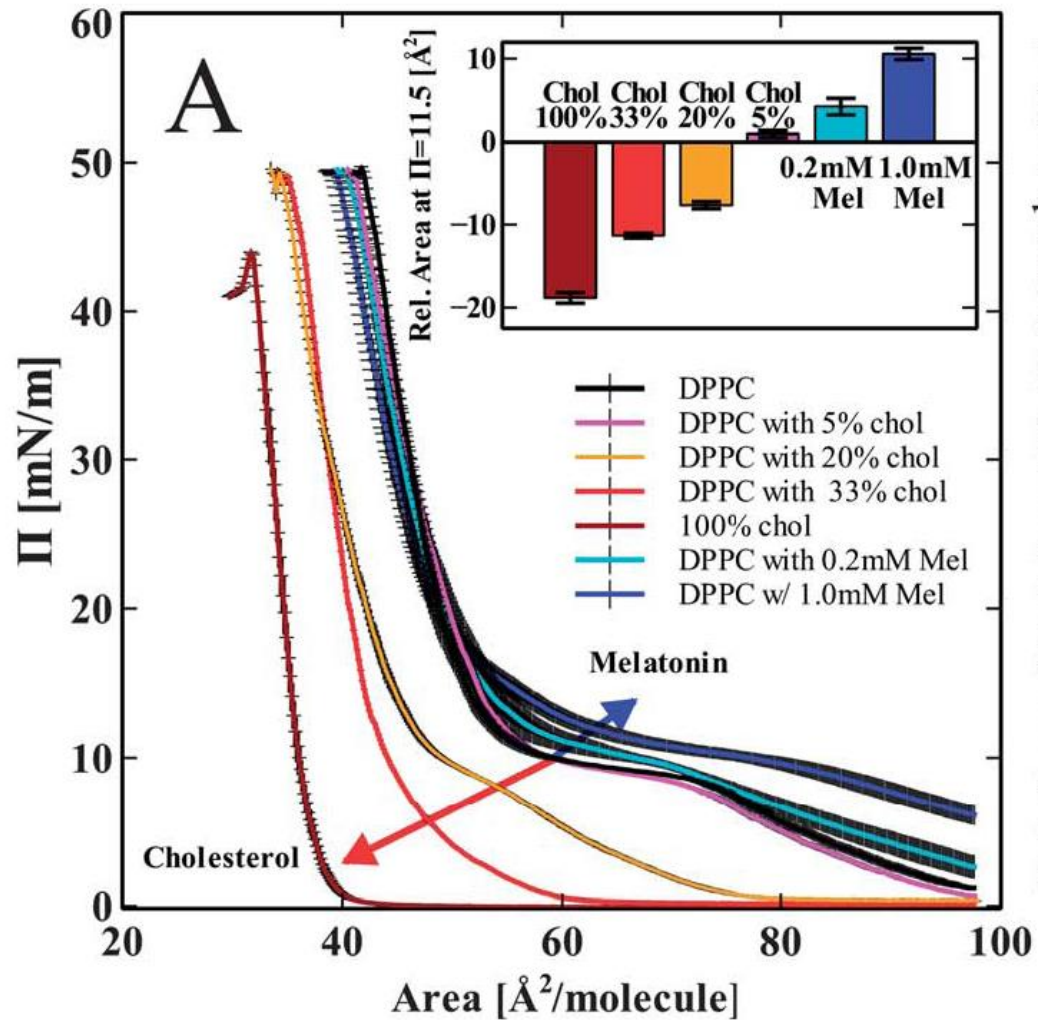 A
60
50
40
30
20
10
0
Π [mN/m]
20
40
60
80
100
Area [Å²/molecule]
Rel. Area at Π=11.5 [Å²]
10
0
−10
−20
Chol Chol Chol Chol
100% 33% 20% 5%
0.2mM 1.0mM
Mel Mel
DPPC
DPPC with 5% chol
DPPC with 20% chol
DPPC with 33% chol
100% chol
DPPC with 0.2mM Mel
DPPC w/ 1.0mM Mel
Melatonin
Cholesterol